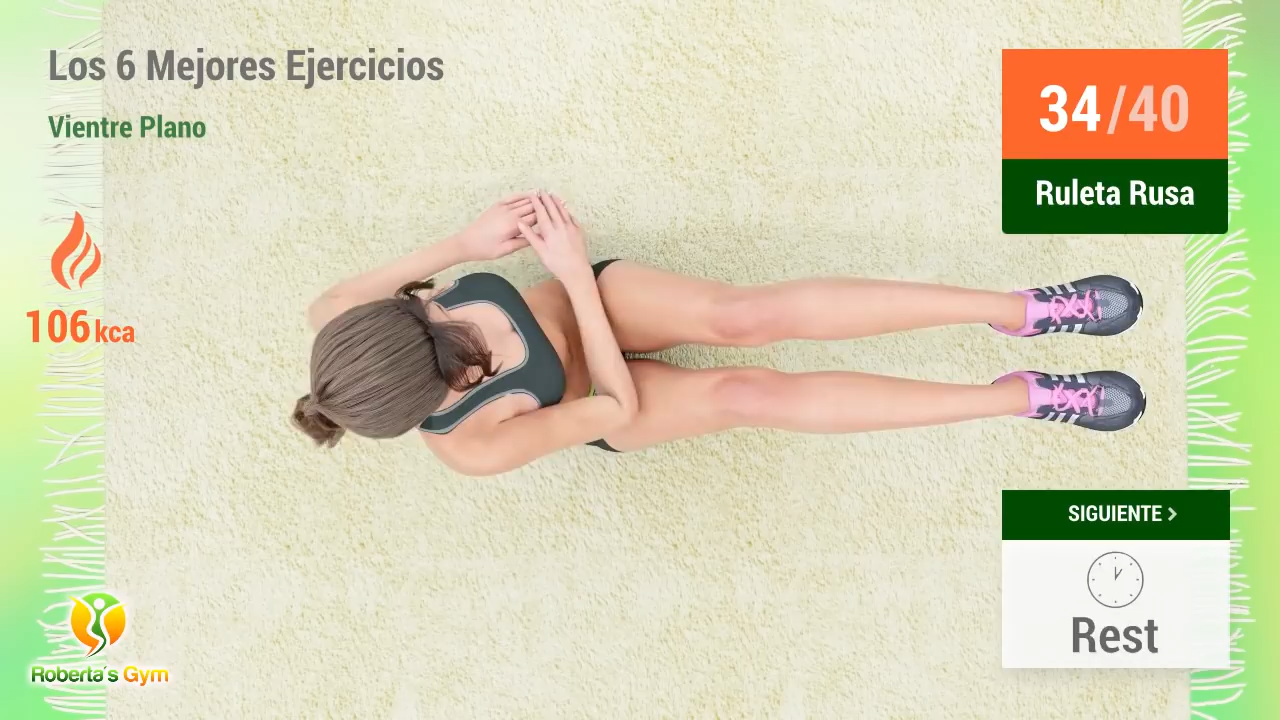 Los 6 Mejores Ejercicios
Vientre Plano
34/40
Ruleta Rusa
106 kca
SIGUIENTE >
Rest
Roberta's Gym